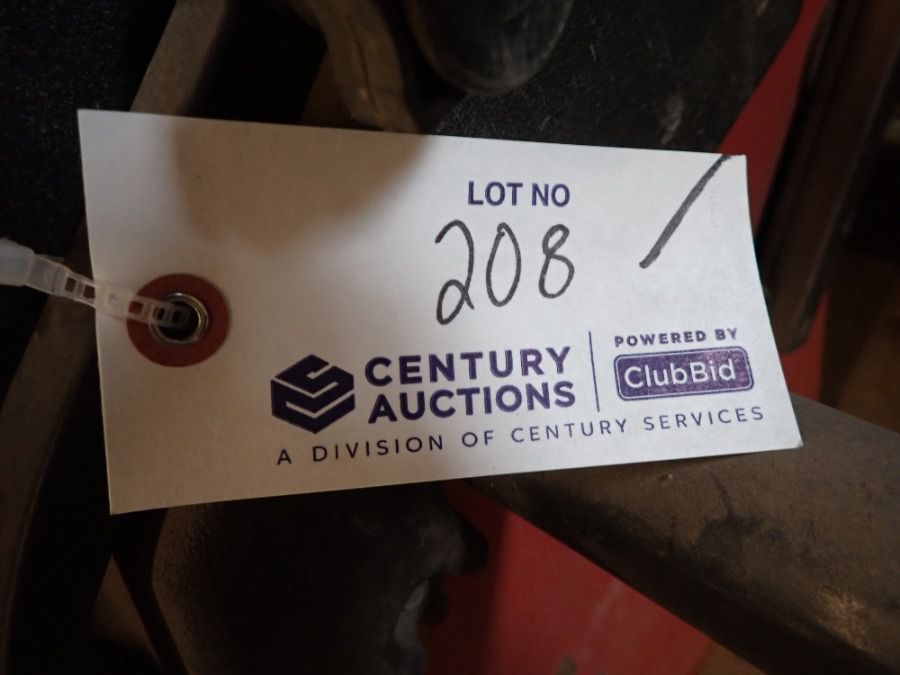 LOT NO
208 /
CENTURY
AUCTIONS
POWERED BY
ClubBid
A DIVISION OF CENTURY SERVICES